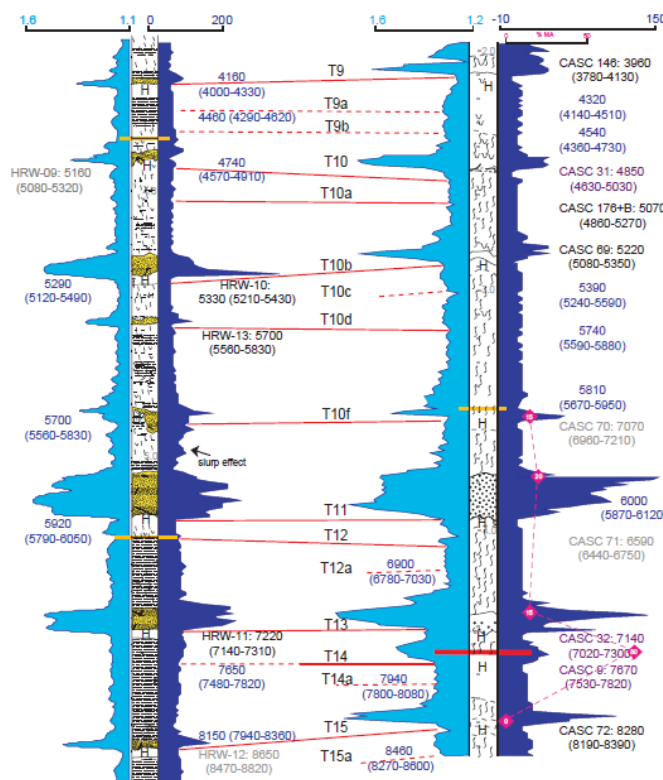 1.6 1.1 0 200 1.6 1.2 -10 150
0 % MA 50
T9
4160
(4000-4330)
CASC 146: 3960
(3780-4130)
H
H
T9a
4460 (4290-4620)
4320
(4140-4510)
T9b
4540
(4360-4730)
HRW-09: 5160
(5080-5320)
T10
4740
(4570-4910)
CASC 31: 4850
(4630-5030)
H
T10a
CASC 176+B: 5070
(4860-5270)
CASC 69: 5220
(5080-5350)
T10b
H
H
5290
(5120-5490)
HRW-10:
5330 (5210-5430)
T10c
5390
(5240-5590)
T10d
H
HRW-13: 5700
(5560-5830)
5740
(5590-5880)
5810
(5670-5950)
5700
(5560-5830)
T10f
H
H
15
CASC 70: 7070
(6960-7210)
slurp effect
20
6000
(5870-6120
T11
H
H
5920
(5790-6050)
T12
CASC 71: 6590
(6440-6750)
T12a
6900
(6780-7030)
15
T13
H
H
HRW-11: 7220
(7140-7310)
CASC 32: 7140
(7020-7300)
T14
H
7650
(7480-7820)
T14a
7940
(7800-8080)
CASC 9: 7670
(7530-7820)
0
T15
8150 (7940-8360)
H
H
CASC 72: 8280
(8190-8390)
HRW-12: 8650
(8470-8820)
T15a
8460
(8270-8600)